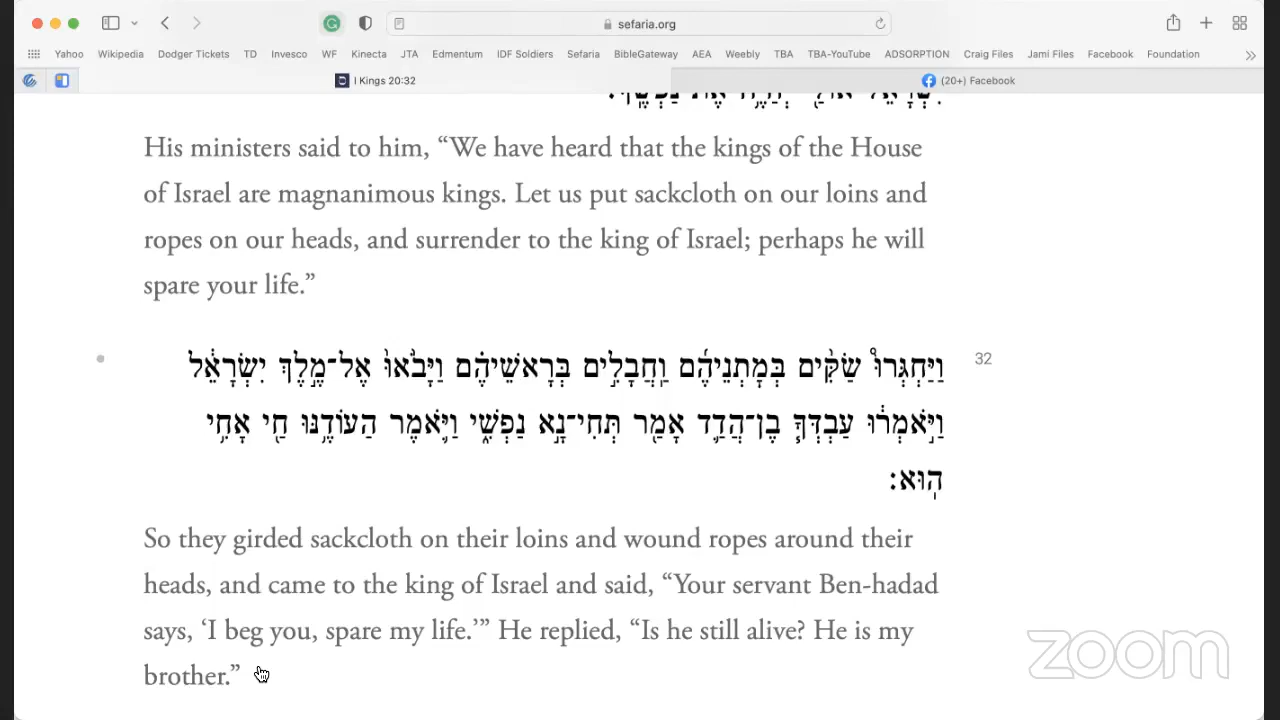 sefaria.org
Yahoo Wikipedia Dodger Tickets TD Invesco WF Kinecta JTA Edmentum IDF Soldiers Sefaria BibleGateway AEA Weebly TBA TBA-YouTube ADSORPTION Craig Files Jami Files Facebook Foundation
I Kings 20:32 (20+) Facebook
His ministers said to him, “We have heard that the kings of the House
of Israel are magnanimous kings. Let us put sackcloth on our loins and
ropes on our heads, and surrender to the king of Israel; perhaps he will
spare your life.”
32
וַיַּחְגְּרוּ֩ שַׂקִּ֨ים בְּמׇתְנֵיהֶ֜ם וַחֲבָלִ֣ים בְּרָאשֵׁיהֶ֗ם וַיָּבֹ֙אוּ֙ אֶל־מֶ֣לֶךְ יִשְׂרָאֵ֔ל
וַיֹּ֣אמְר֔וּ עַבְדְּךָ֧ בֶן־הֲדַ֛ד אָמַ֖ר תְּחִי־נָ֣א נַפְשִׁ֑י וַיֹּ֛אמֶר הַעוֹדֶ֥נּוּ חַ֖י אָחִ֥י
הֽוּא׃
So they girded sackcloth on their loins and wound ropes around their
heads, and came to the king of Israel and said, “Your servant Ben-hadad
says, ‘I beg you, spare my life.’” He replied, “Is he still alive? He is my
brother.”
zoom